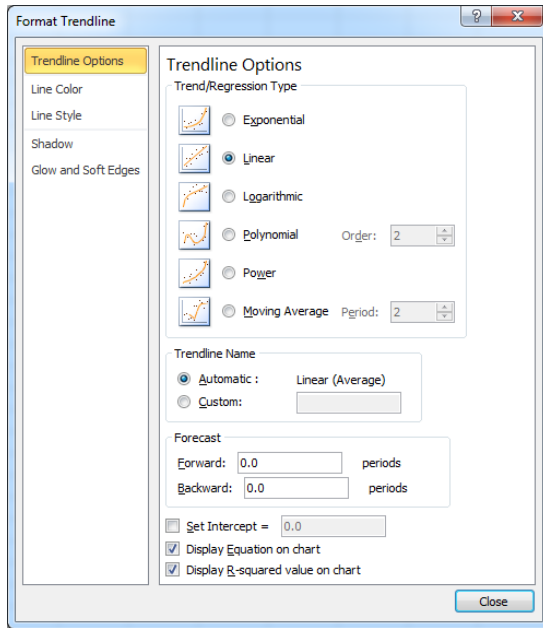 Format Trendline
Trendline Options
Line Color
Line Style
Shadow
Glow and Soft Edges
Trendline Options
Trend/Regression Type
Exponential
Linear
Logarithmic
Polynomial Order: 2
Power
Moving Average Period: 2
Trendline Name
Automatic : Linear (Average)
Custom:
Forecast
Forward: 0.0 periods
Backward: 0.0 periods
Set Intercept = 0.0
Display Equation on chart
Display R-squared value on chart
Close